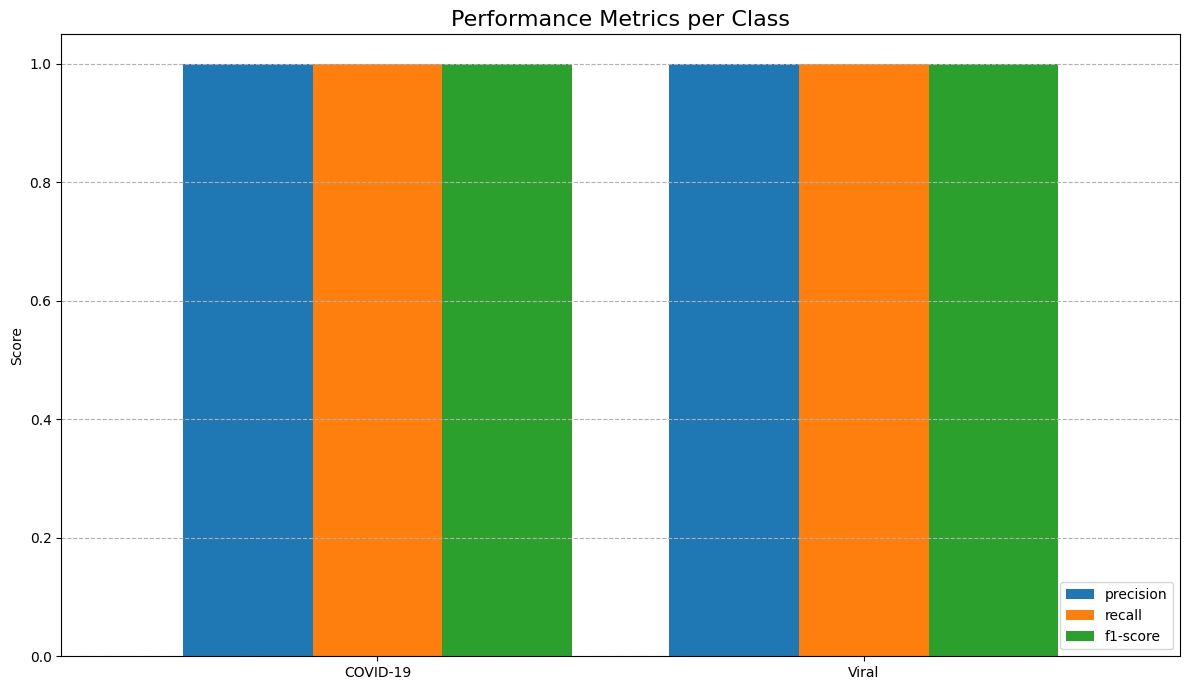 Performance Metrics per Class
1.0
0.8
0.6
0.4
0.2
0.0
Score
COVID-19
Viral
precision
recall
f1-score